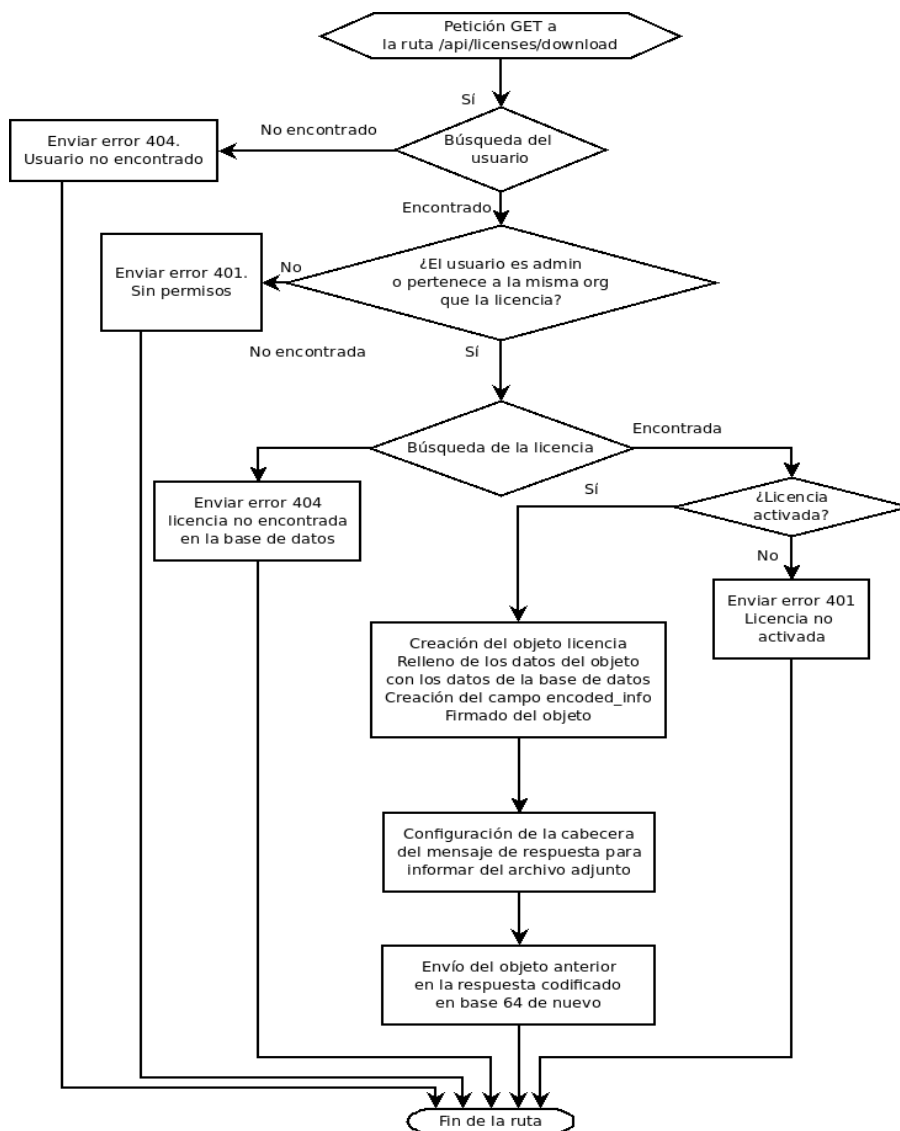 Petición GET a
la ruta /api/licenses/download
Sí
Búsqueda del
usuario
No encontrado
Enviar error 404.
Usuario no encontrado
Encontrado
¿El usuario es admin
o pertenece a la misma org
que la licencia?
No
Enviar error 401.
Sin permisos
No encontrada
Sí
Búsqueda de la licencia
Encontrada
Enviar error 404
licencia no encontrada
en la base de datos
Sí
¿Licencia
activada?
No
Enviar error 401
Licencia no
activada
Creación del objeto licencia
Relleno de los datos del objeto
con los datos de la base de datos
Creación del campo encoded_info
Firmado del objeto
Configuración de la cabecera
del mensaje de respuesta para
informar del archivo adjunto
Envío del objeto anterior
en la respuesta codificado
en base 64 de nuevo
Fin de la ruta